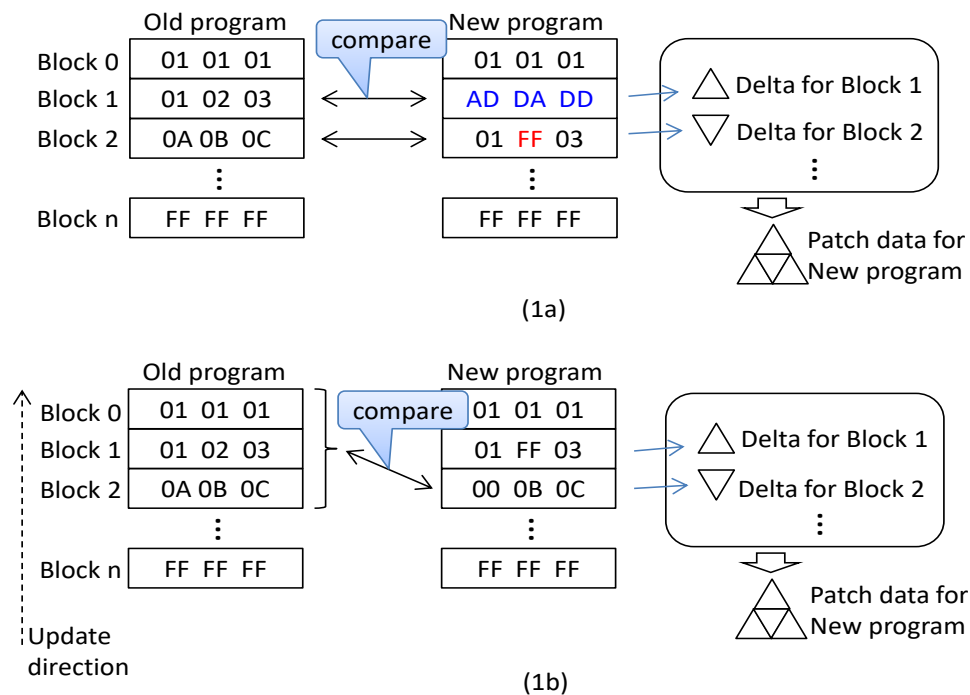 Old program
compare
New program
Block 0
01 01 01
01 01 01
Block 1
01 02 03
AD DA DD
Delta for Block 1
Block 2
0A 0B 0C
01 FF 03
Delta for Block 2
Block n
FF FF FF
FF FF FF
Patch data for
New program
(1a)
Old program
New program
Block 0
01 01 01
compare
01 01 01
Block 1
01 02 03
01 FF 03
Delta for Block 1
Block 2
0A 0B 0C
00 0B 0C
Delta for Block 2
Block n
FF FF FF
FF FF FF
Patch data for
New program
Update
direction
(1b)